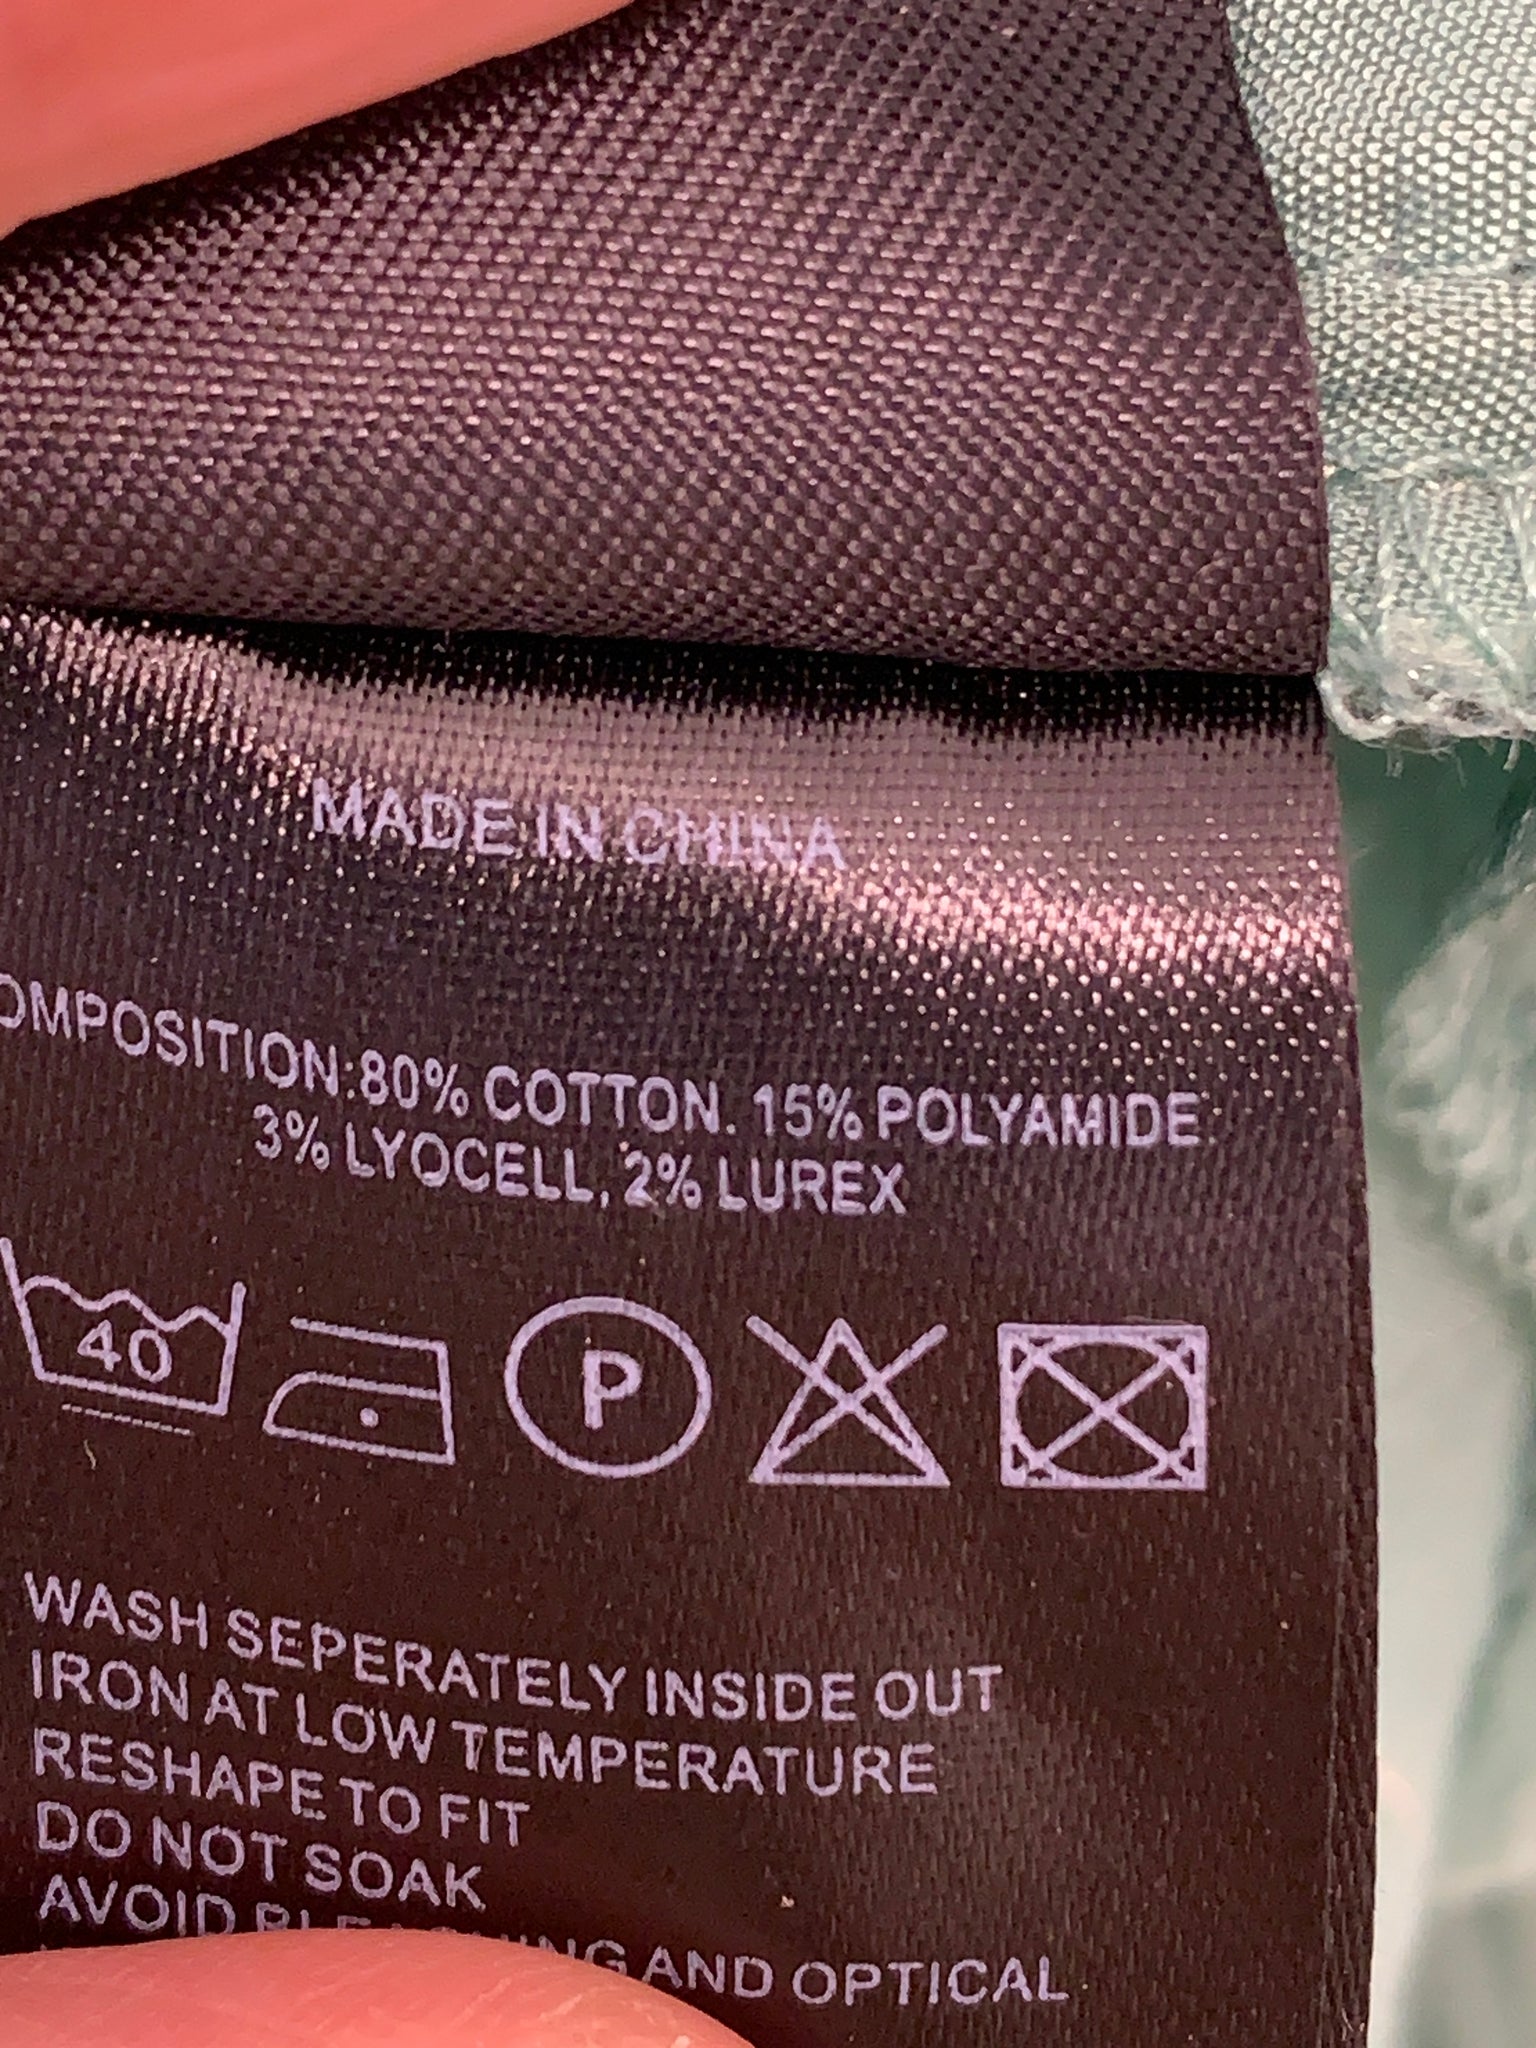 MADE IN CHINA
OMPOSITION:80% COTTON. 15% POLYAMIDE.
3% LYOCELL, 2% LUREX
40
P
WASH SEPERATELY INSIDE OUT
IRON AT LOW TEMPERATURE
RESHAPE TO FIT
DO NOT SOAK
AVOID AND OPTICAL